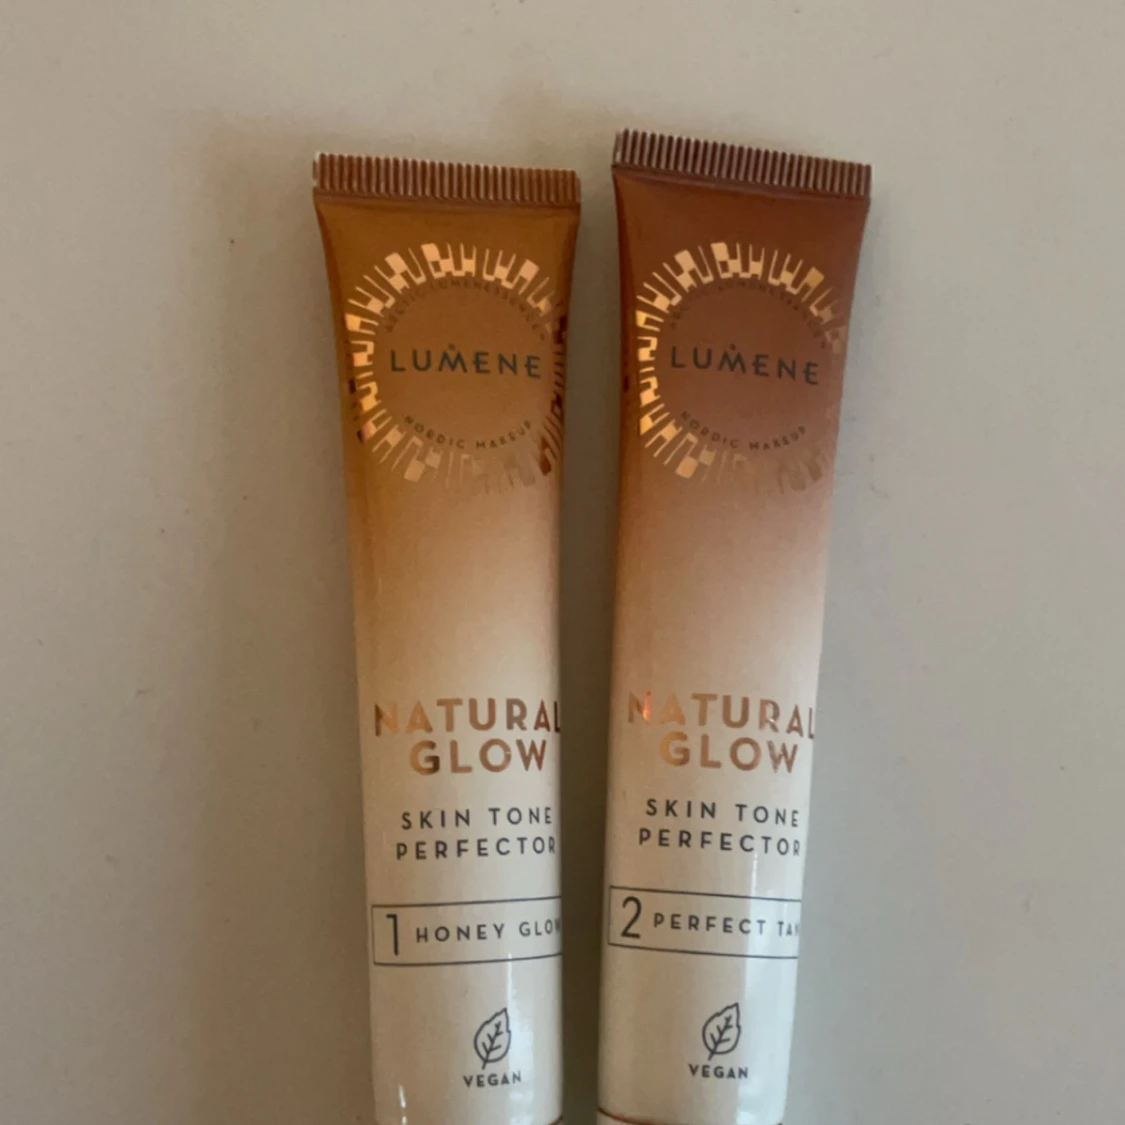 LUMENE
NORDIC MAKEUP
NATURAL
GLOW
SKIN TONE
PERFECTOR
1 HONEY GLOW
VEGAN
LUMENE
NORDIC MAKEUP
NATURAL
GLOW
SKIN TONE
PERFECTOR
2 PERFECT TAN
VEGAN